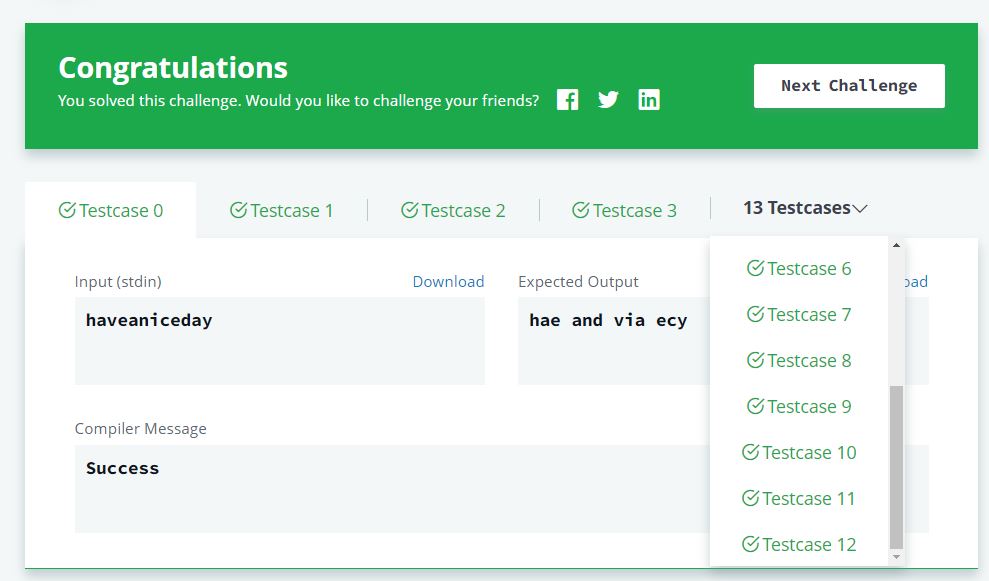 Congratulations
You solved this challenge. Would you like to challenge your friends?
Next Challenge
Testcase 0
Testcase 1
Testcase 2
Testcase 3
13 Testcases
Input (stdin)
Download
haveaniceday
Expected Output
hae and via ecy
Compiler Message
Success
Testcase 6
Testcase 7
Testcase 8
Testcase 9
Testcase 10
Testcase 11
Testcase 12